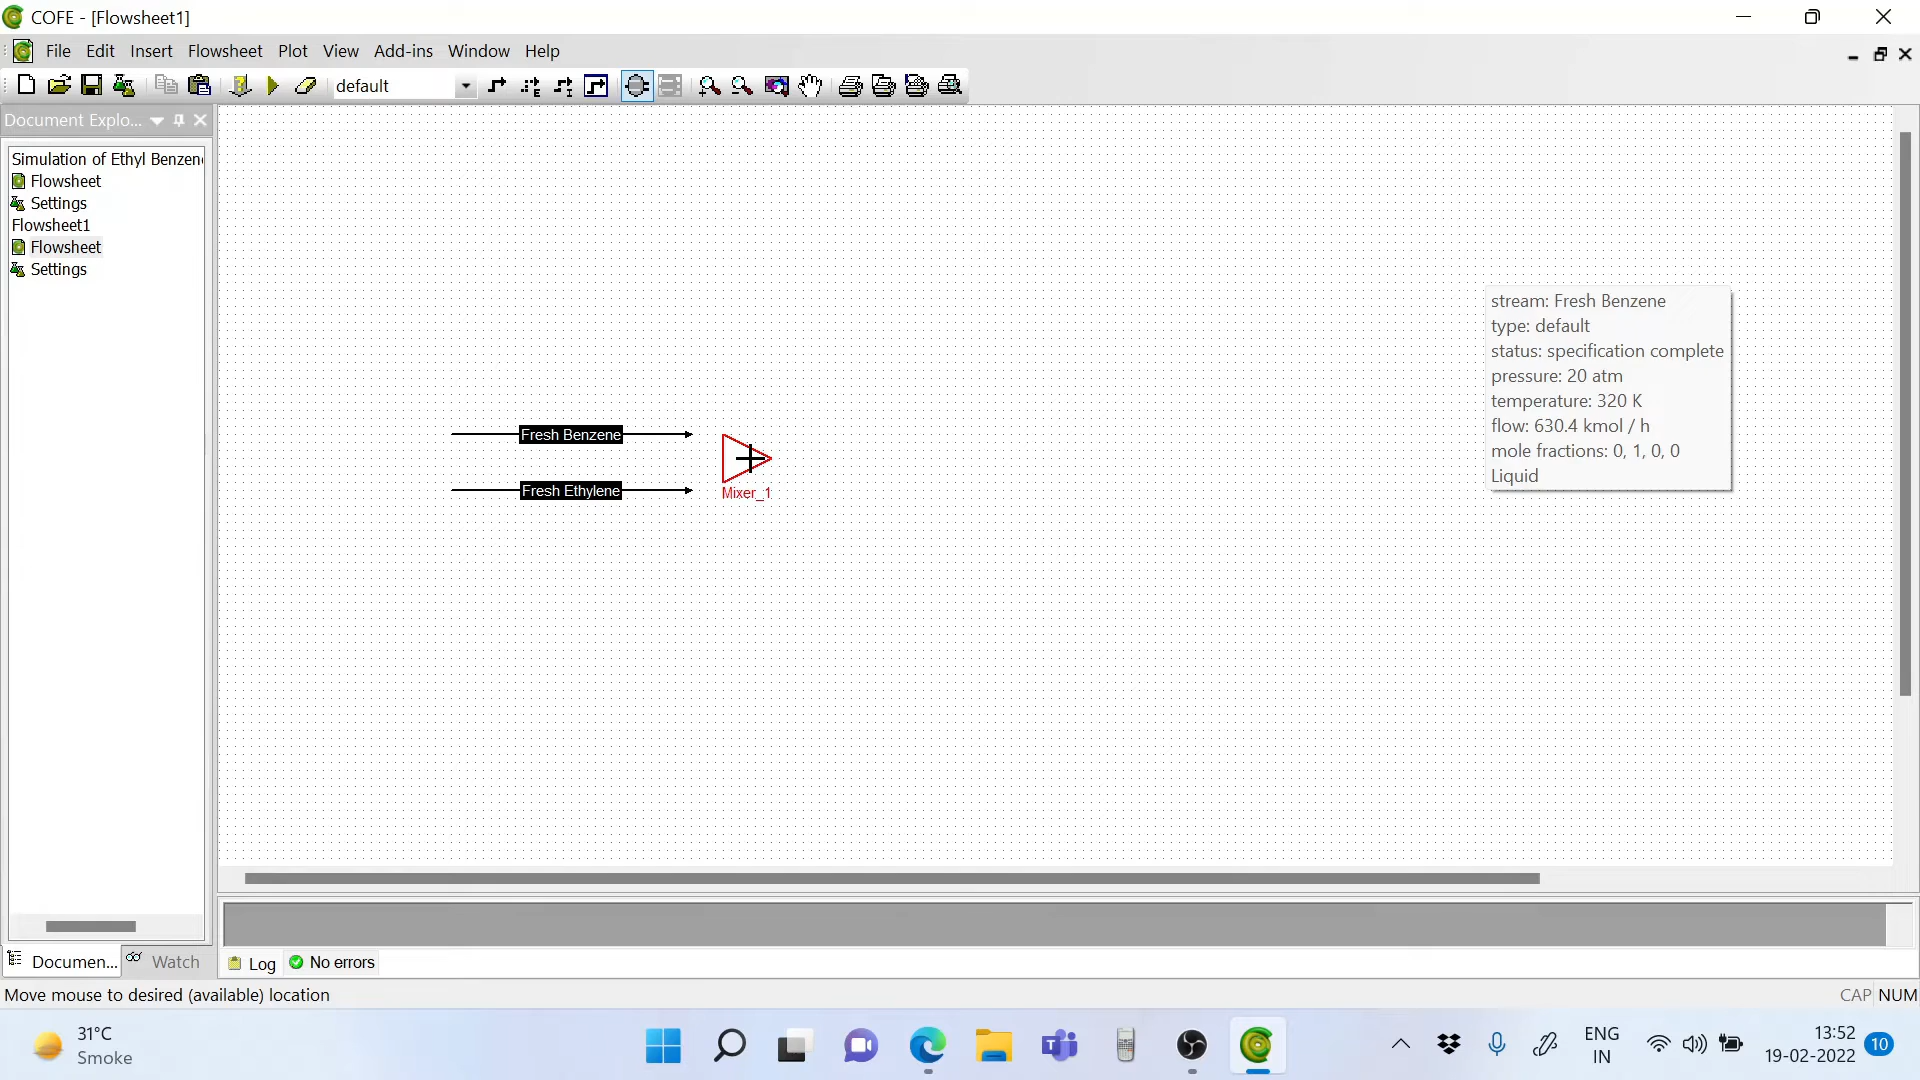 COFE - [Flowsheet1]
File Edit Insert Flowsheet Plot View Add-ins Window Help
default
Document Explo...
Simulation of Ethyl Benzen
Flowsheet
Settings
Flowsheet1
Flowsheet
Settings
stream: Fresh Benzene
type: default
status: specification complete
pressure: 20 atm
temperature: 320 K
flow: 630.4 kmol / h
mole fractions: 0, 1, 0, 0
Liquid
Fresh Benzene
Fresh Ethylene
Mixer_1
Documen... Watch
Log No errors
Move mouse to desired (available) location
CAP NUM
31°C
Smoke
ENG
IN
13:52
19-02-2022
10